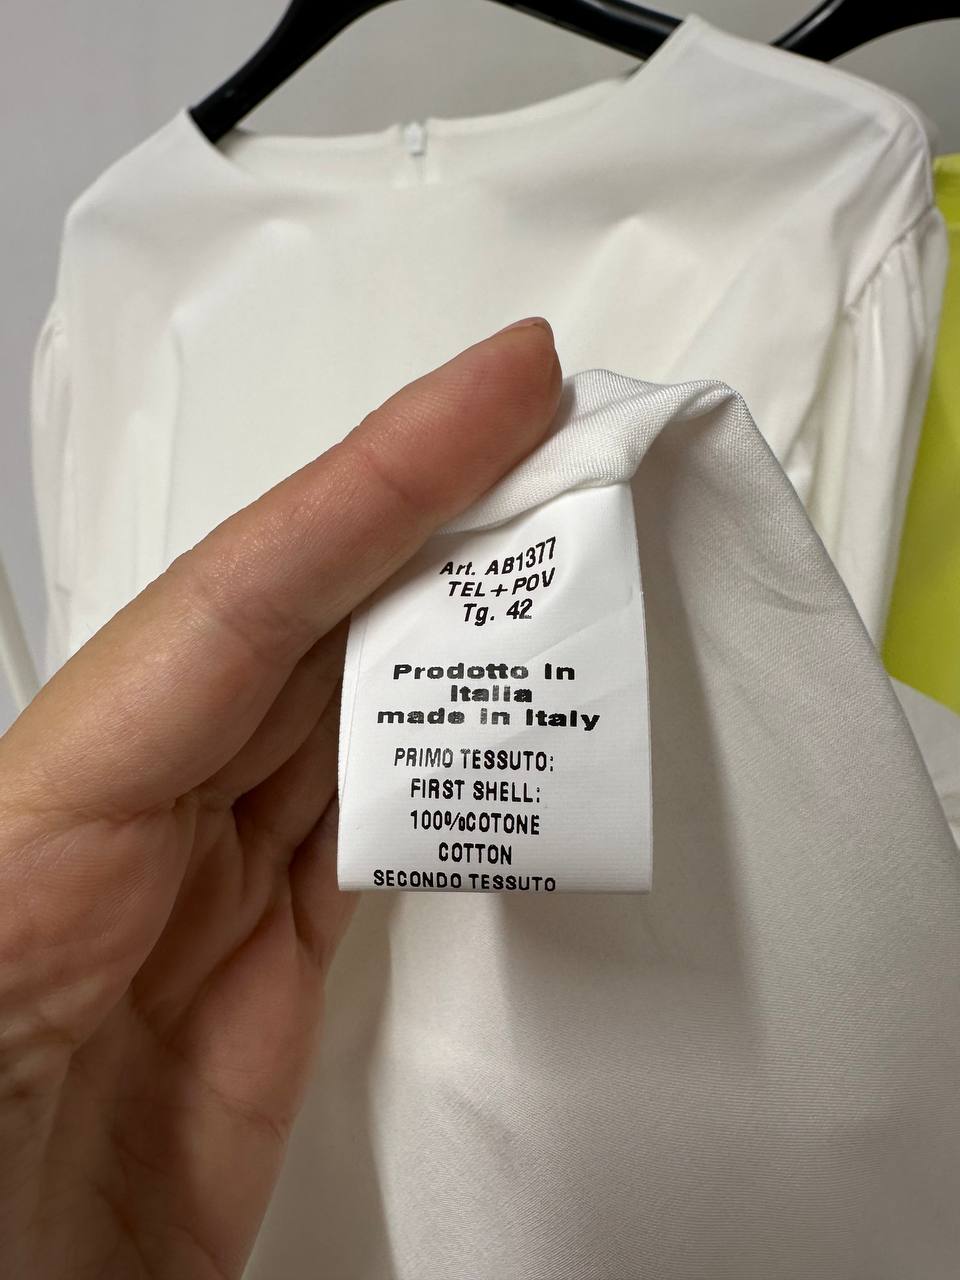 Art. AB1377
TEL+POV
Tg. 42
Prodotto In
Italia
made in Italy
PRIMO TESSUTO:
FIRST SHELL:
100%COTONE
COTTON
SECONDO TESSUTO